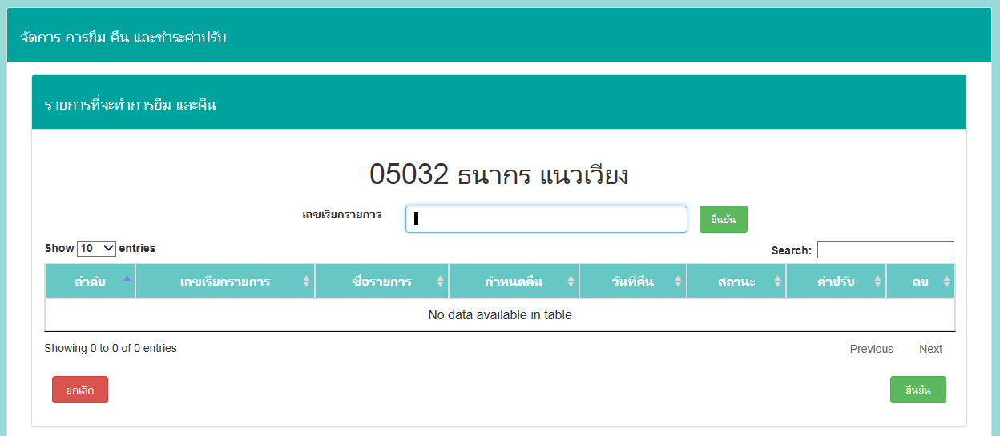 จัดการ การยืม คืน และชำระค่าปรับ
รายการที่จะทำการยืม และคืน
05032 ธนากร แนวเวียง
เลขเรียกรายการ ยืนยัน
Show 10 entries Search:
ลำดับ เลขเรียกรายการ ชื่อรายการ กำหนดคืน วันที่คืน สถานะ ค่าปรับ ลบ
No data available in table
Showing 0 to 0 of 0 entries Previous Next
ยกเลิก ยืนยัน